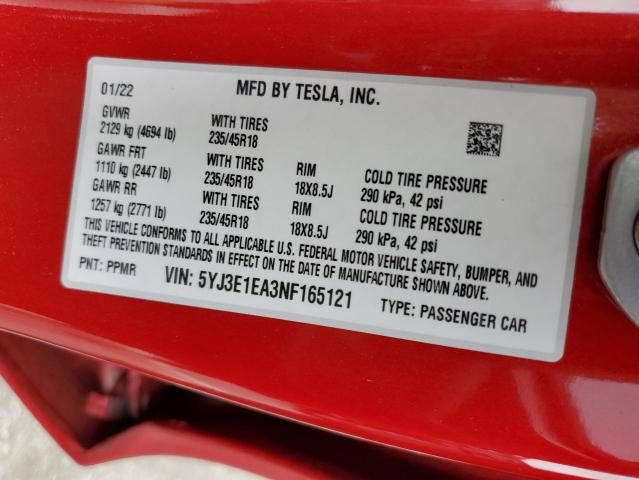 01/22 MFD BY TESLA, INC.
GVWR WITH TIRES
2129 kg (4694 lb) 235/45R18
GAWR FRT WITH TIRES RIM COLD TIRE PRESSURE
1110 kg (2447 lb) 235/45R18 18X8.5J 290 kPa, 42 psi
GAWR RR WITH TIRES RIM COLD TIRE PRESSURE
1257 kg (2771 lb) 235/45R18 18X8.5J 290 kPa, 42 psi
THIS VEHICLE CONFORMS TO ALL APPLICABLE U.S. FEDERAL MOTOR VEHICLE SAFETY, BUMPER, AND
THEFT PREVENTION STANDARDS IN EFFECT ON THE DATE OF MANUFACTURE SHOWN ABOVE.
PNT: PPMR VIN: 5YJ3E1EA3NF165121 TYPE: PASSENGER CAR